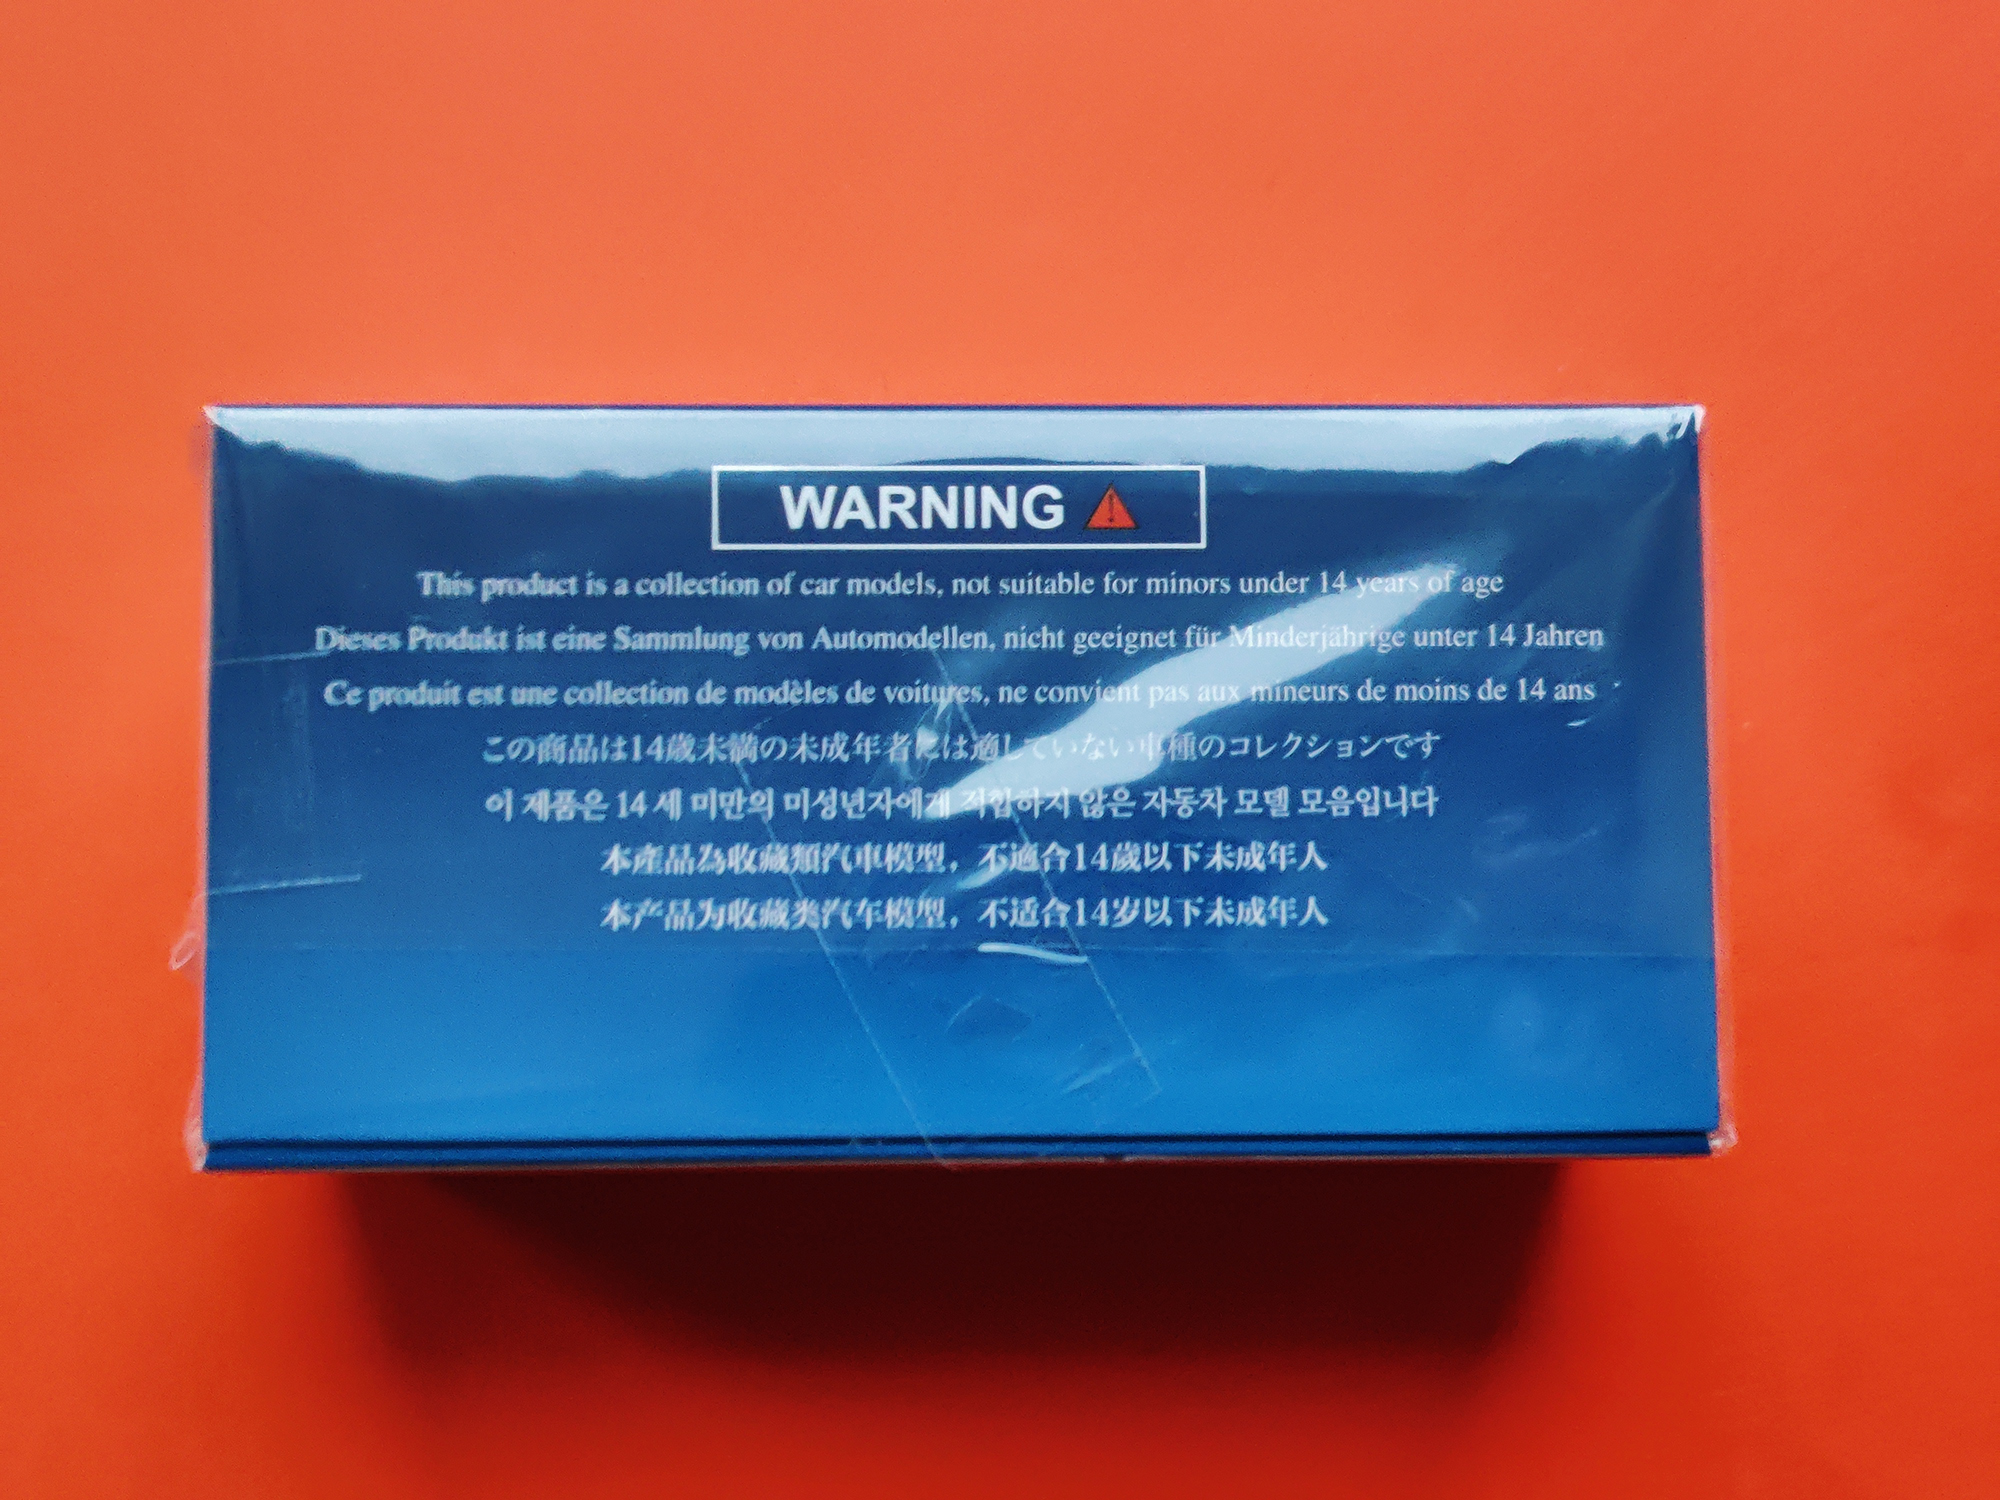 WARNING
This product is a collection of car models, not suitable for minors under 14 years of age
Dieses Produkt ist eine Sammlung von Automodellen, nicht geeignet für Minderjährige unter 14 Jahren
Ce produit est une collection de modèles de voitures, ne convient pas aux mineurs de moins de 14 ans
この商品は14歳未満の未成年者には適していない車種のコレクションです
이 제품은 14 세 미만의 미성년자에게 적합하지 않은 자동차 모델 모음입니다
本產品為收藏類汽車模型，不適合14歲以下未成年人
本产品为收藏类汽车模型，不适合14岁以下未成年人